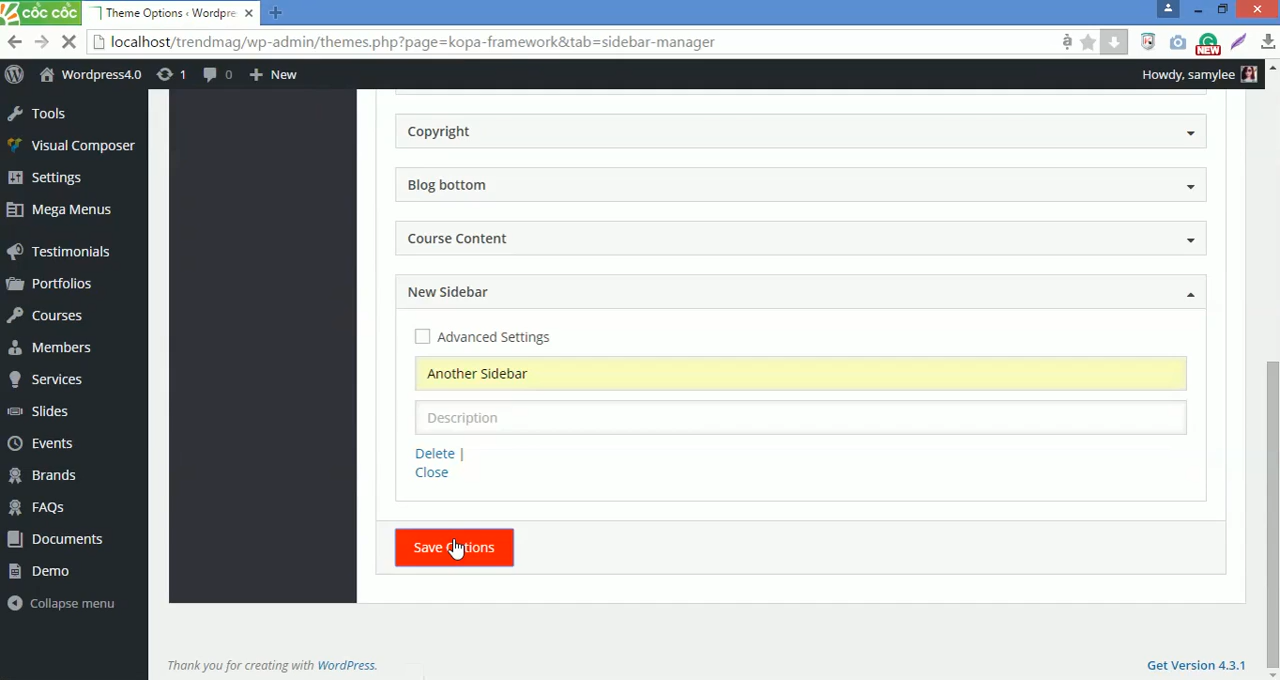 cốc cốc
Theme Options ‹ Wordpre
localhost/trendmag/wp-admin/themes.php?page=kopa-framework&tab=sidebar-manager
NEW
Wordpress4.0
1
0
New
Howdy, samylee
Tools
Visual Composer
Settings
Mega Menus
Testimonials
Portfolios
Courses
Members
Services
Slides
Events
Brands
FAQs
Documents
Demo
Collapse menu
Copyright
Blog bottom
Course Content
New Sidebar
Advanced Settings
Another Sidebar
Description
Delete |
Close
Save Options
Thank you for creating with WordPress.
Get Version 4.3.1